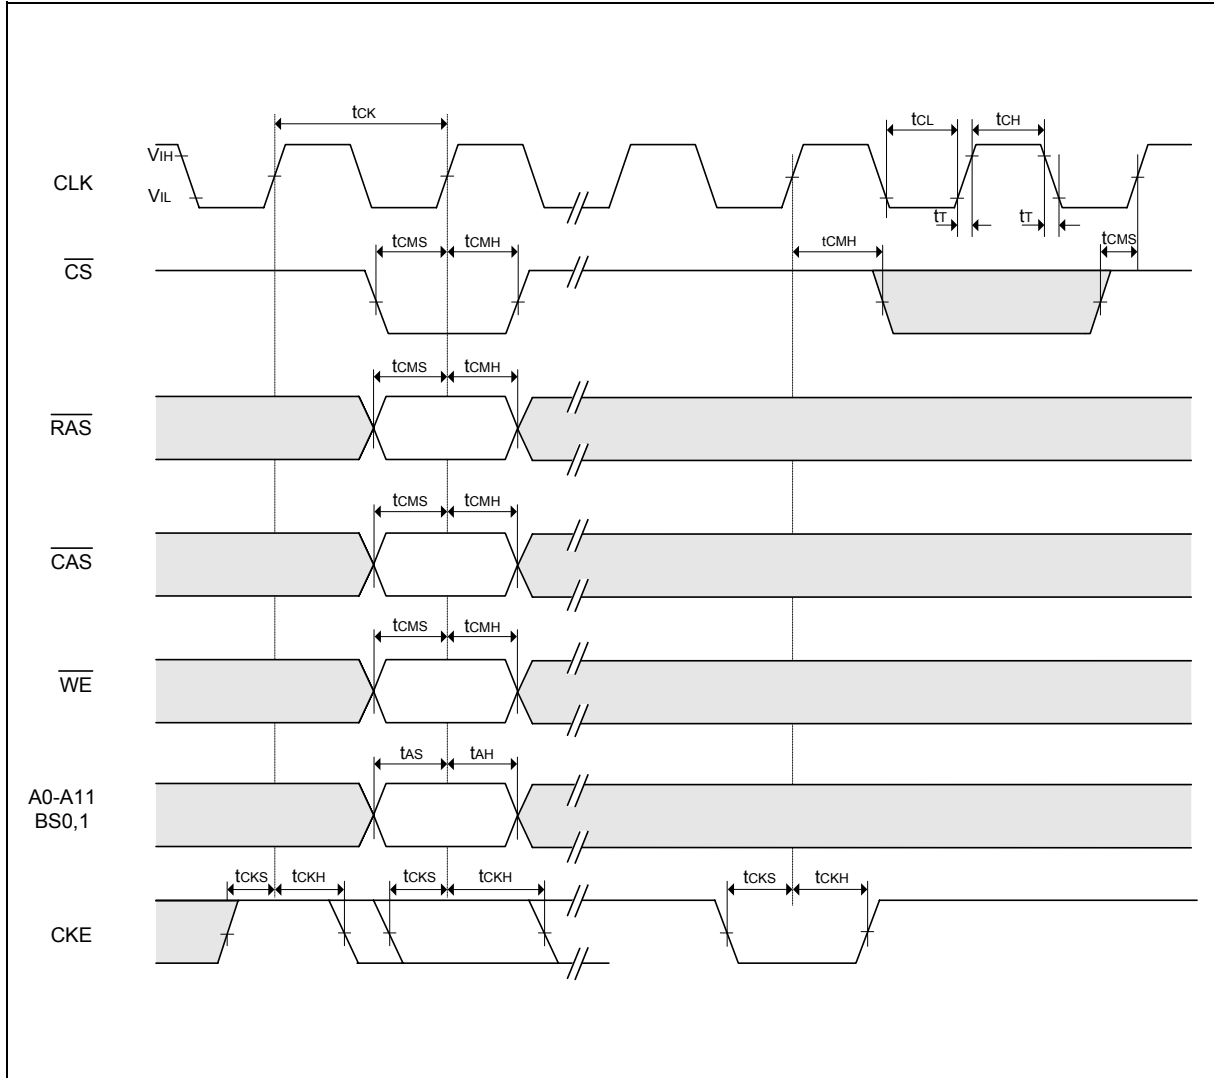 tCK
tCL
tCH
VIH
CLK
VIL
tT
tT
tCMS
tCMH
tCMH
tCMS
CS
tCMS
tCMH
RAS
tCMS
tCMH
CAS
tCMS
tCMH
WE
tAS
tAH
A0-A11
BS0,1
tCKS
tCKH
tCKS
tCKH
tCKS
tCKH
CKE